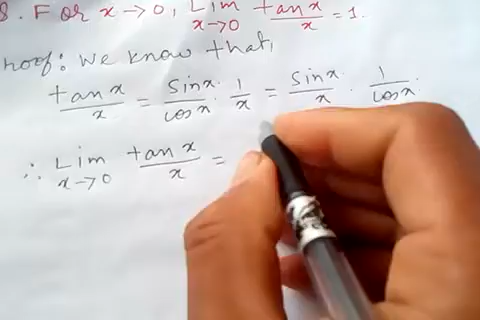 8. For x→0, Lim x→0 tan x / x = 1.
Proof: We know that,
tan x / x = sin x / cos x · 1 / x = sin x / x · 1 / cos x
∴ Lim x→0 tan x / x =